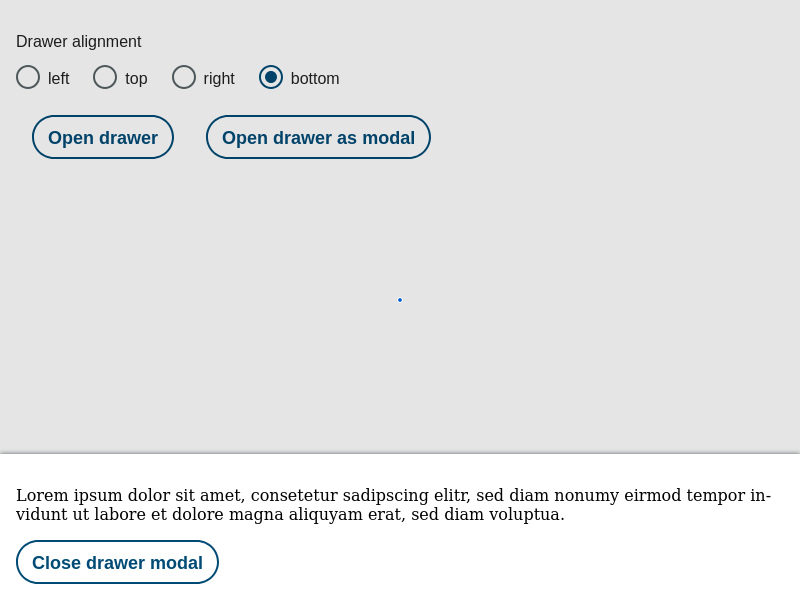 Drawer alignment
left top right bottom
Open drawer Open drawer as modal
Lorem ipsum dolor sit amet, consetetur sadipscing elitr, sed diam nonumy eirmod tempor in-
vidunt ut labore et dolore magna aliquyam erat, sed diam voluptua.
Close drawer modal